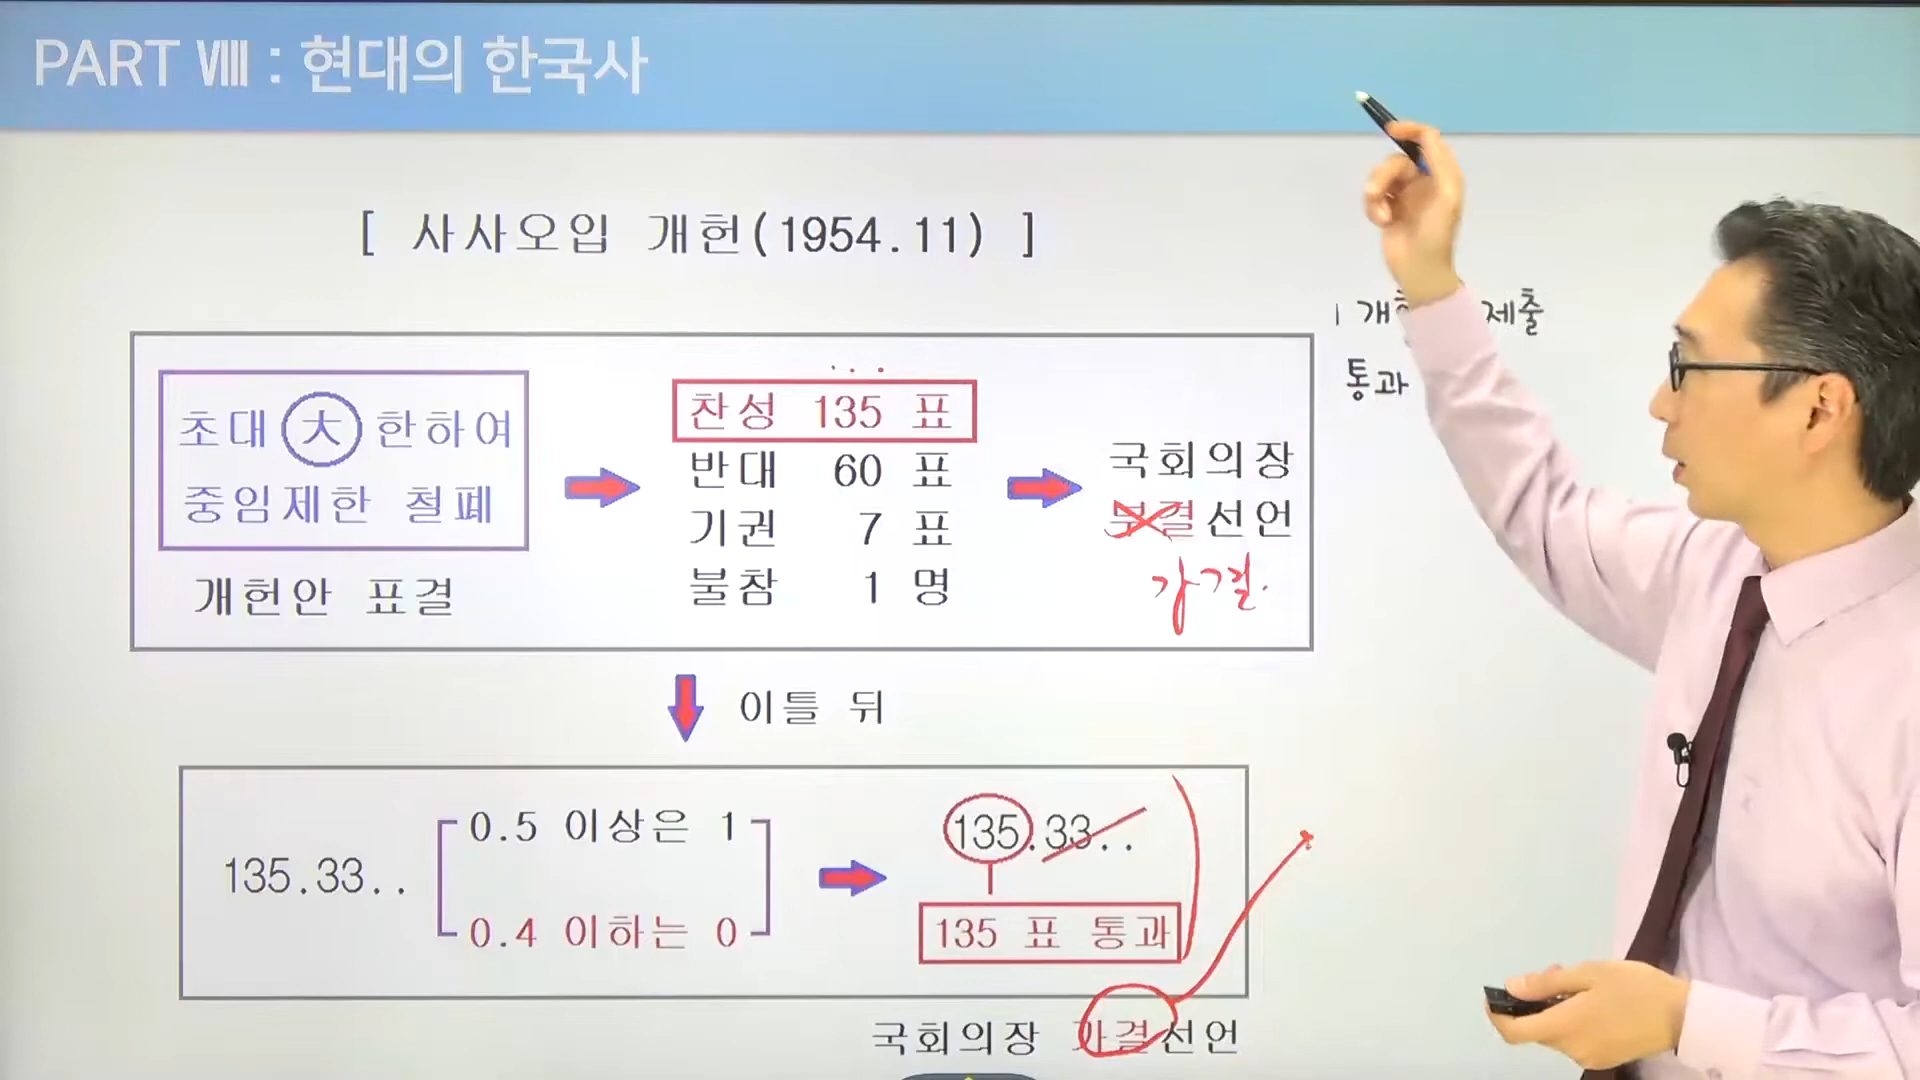 PART Ⅷ : 현대의 한국사
[ 사사오입 개헌(1954.11) ]
초대 大 한하여
중임제한 철폐
개헌안 표결
찬성 135 표
반대 60 표
기권 7 표
불참 1 명
국회의장
부결선언
가결.
1 제출
통과
이틀 뒤
135.33..
0.5 이상은 1
0.4 이하는 0
135.33..
135 표 통과
국회의장 가결선언